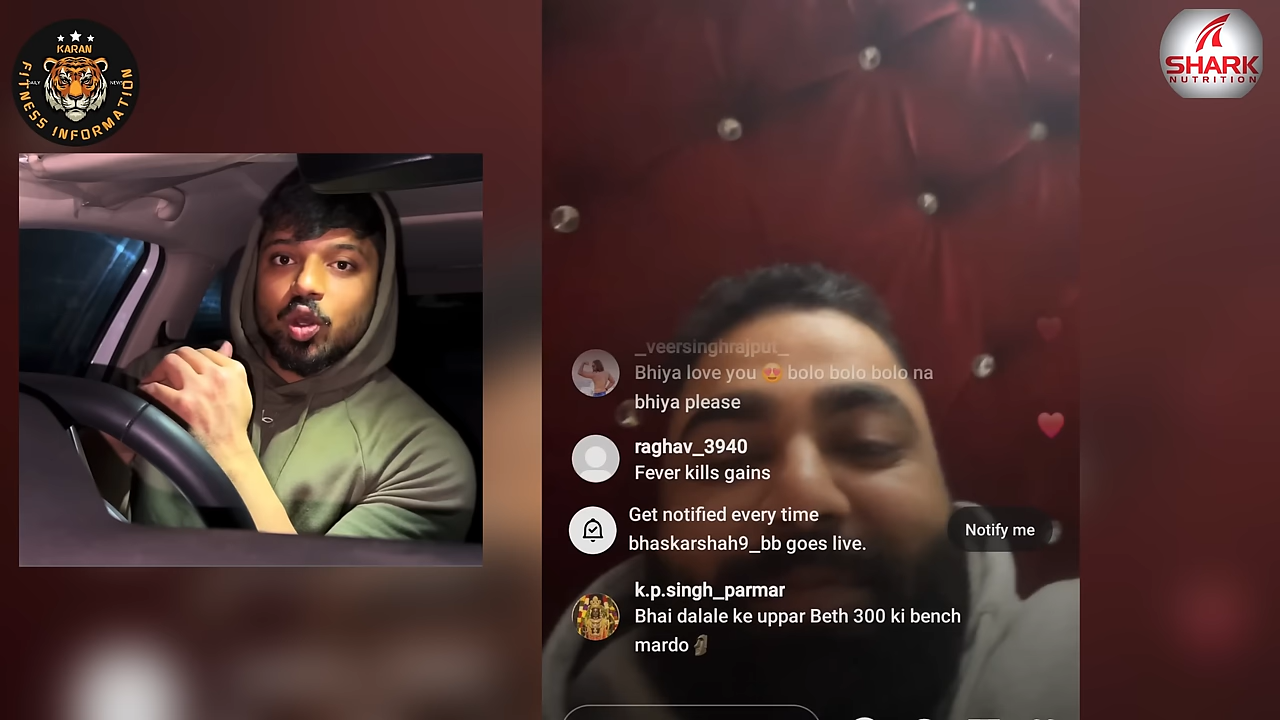 KARAN
DAILY
NEWS
FITNESS INFORMATION
SHARK
NUTRITION
_veersinghrajput_
Bhiya love you 😍 bolo bolo bolo na
bhiya please
raghav_3940
Fever kills gains
Get notified every time
bhaskarshah9_bb goes live.
Notify me
k.p.singh_parmar
Bhai dalale ke uppar Beth 300 ki bench
mardo🗿